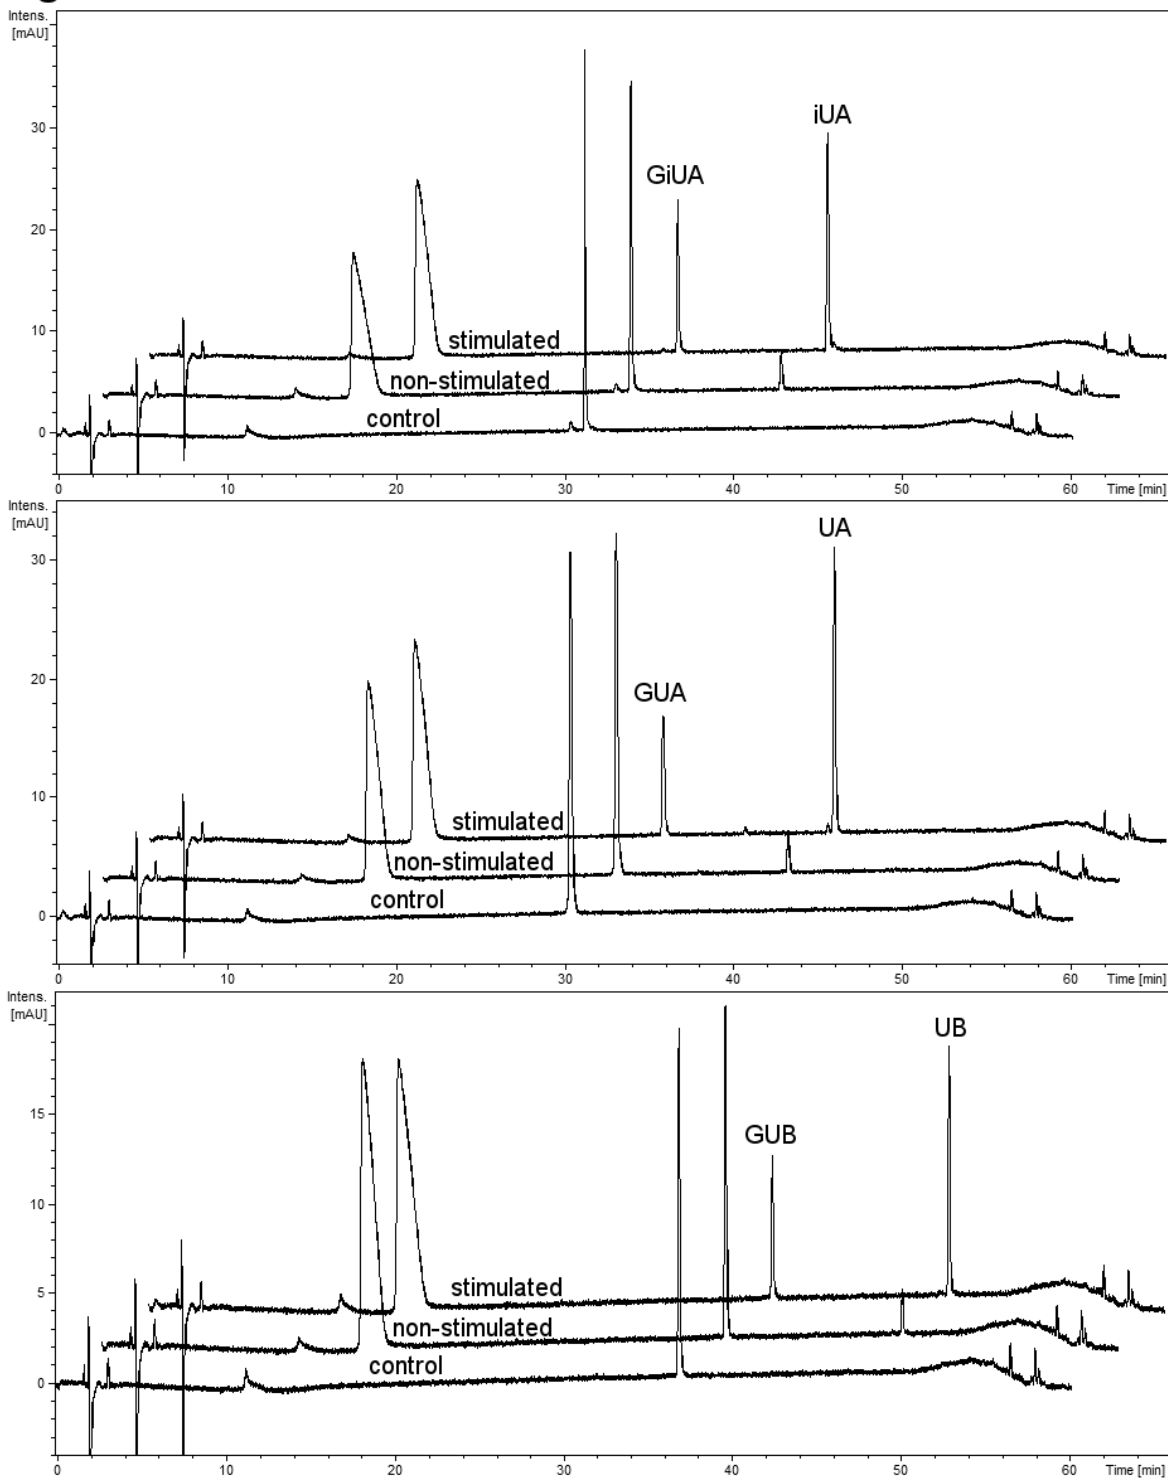 Intens.
[mAU]
iUA
30
GiUA
20
stimulated
10
non-stimulated
control
0
0 10 20 30 40 50 60 Time [min]
Intens.
[mAU]
UA
30
GUA
20
10
stimulated
non-stimulated
control
0
0 10 20 30 40 50 60 Time [min]
Intens.
[mAU]
UB
15
GUB
10
5
stimulated
non-stimulated
control
0
0 10 20 30 40 50 60 Time [min]